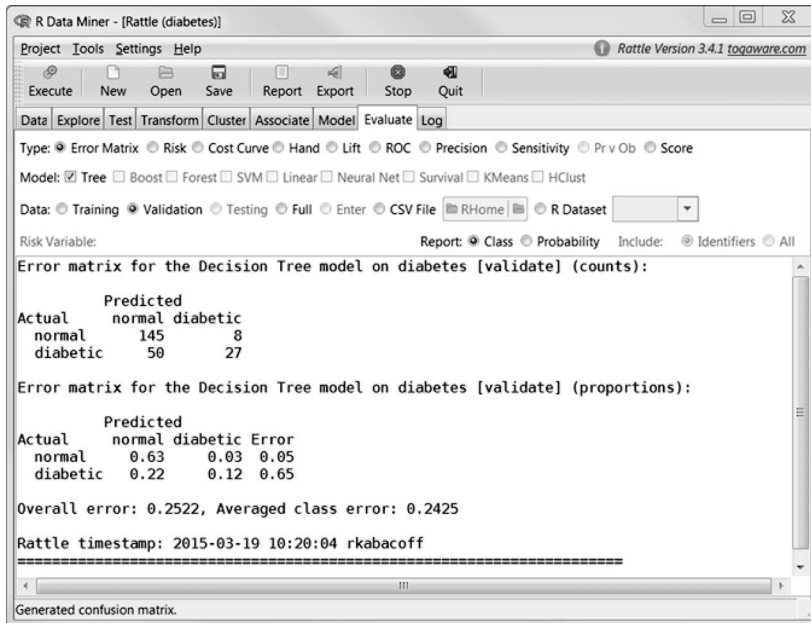 R Data Miner - [Rattle (diabetes)]
Project Tools Settings Help Rattle Version 3.4.1 togaware.com
Execute New Open Save Report Export Stop Quit
Data Explore Test Transform Cluster Associate Model Evaluate Log
Type: Error Matrix Risk Cost Curve Hand Lift ROC Precision Sensitivity Pr v Ob Score
Model: Tree Boost Forest SVM Linear Neural Net Survival KMeans HClust
Data: Training Validation Testing Full Enter CSV File RHome R Dataset
Risk Variable: Report: Class Probability Include: Identifiers All
Error matrix for the Decision Tree model on diabetes [validate] (counts):
Predicted
Actual normal diabetic
normal 145 8
diabetic 50 27
Error matrix for the Decision Tree model on diabetes [validate] (proportions):
Predicted
Actual normal diabetic Error
normal 0.63 0.03 0.05
diabetic 0.22 0.12 0.65
Overall error: 0.2522, Averaged class error: 0.2425
Rattle timestamp: 2015-03-19 10:20:04 rkabacoff
======================================================================
Generated confusion matrix.